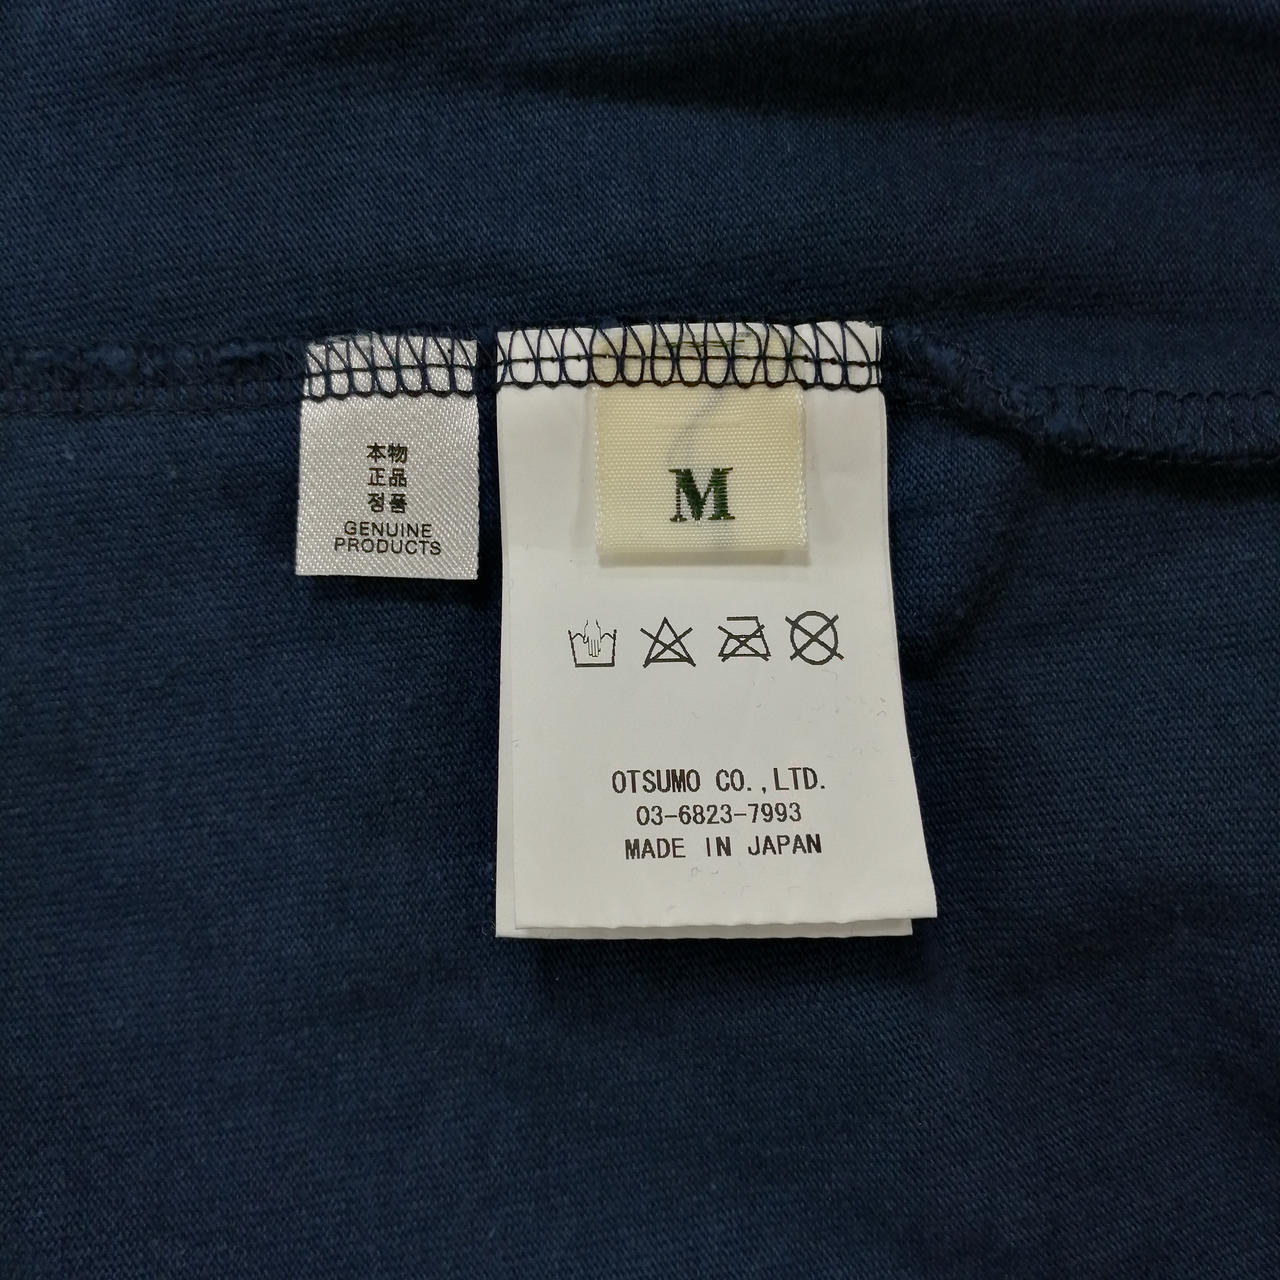 本物
正品
정품
GENUINE
PRODUCTS
M
OTSUMO CO.,LTD.
03-6823-7993
MADE IN JAPAN